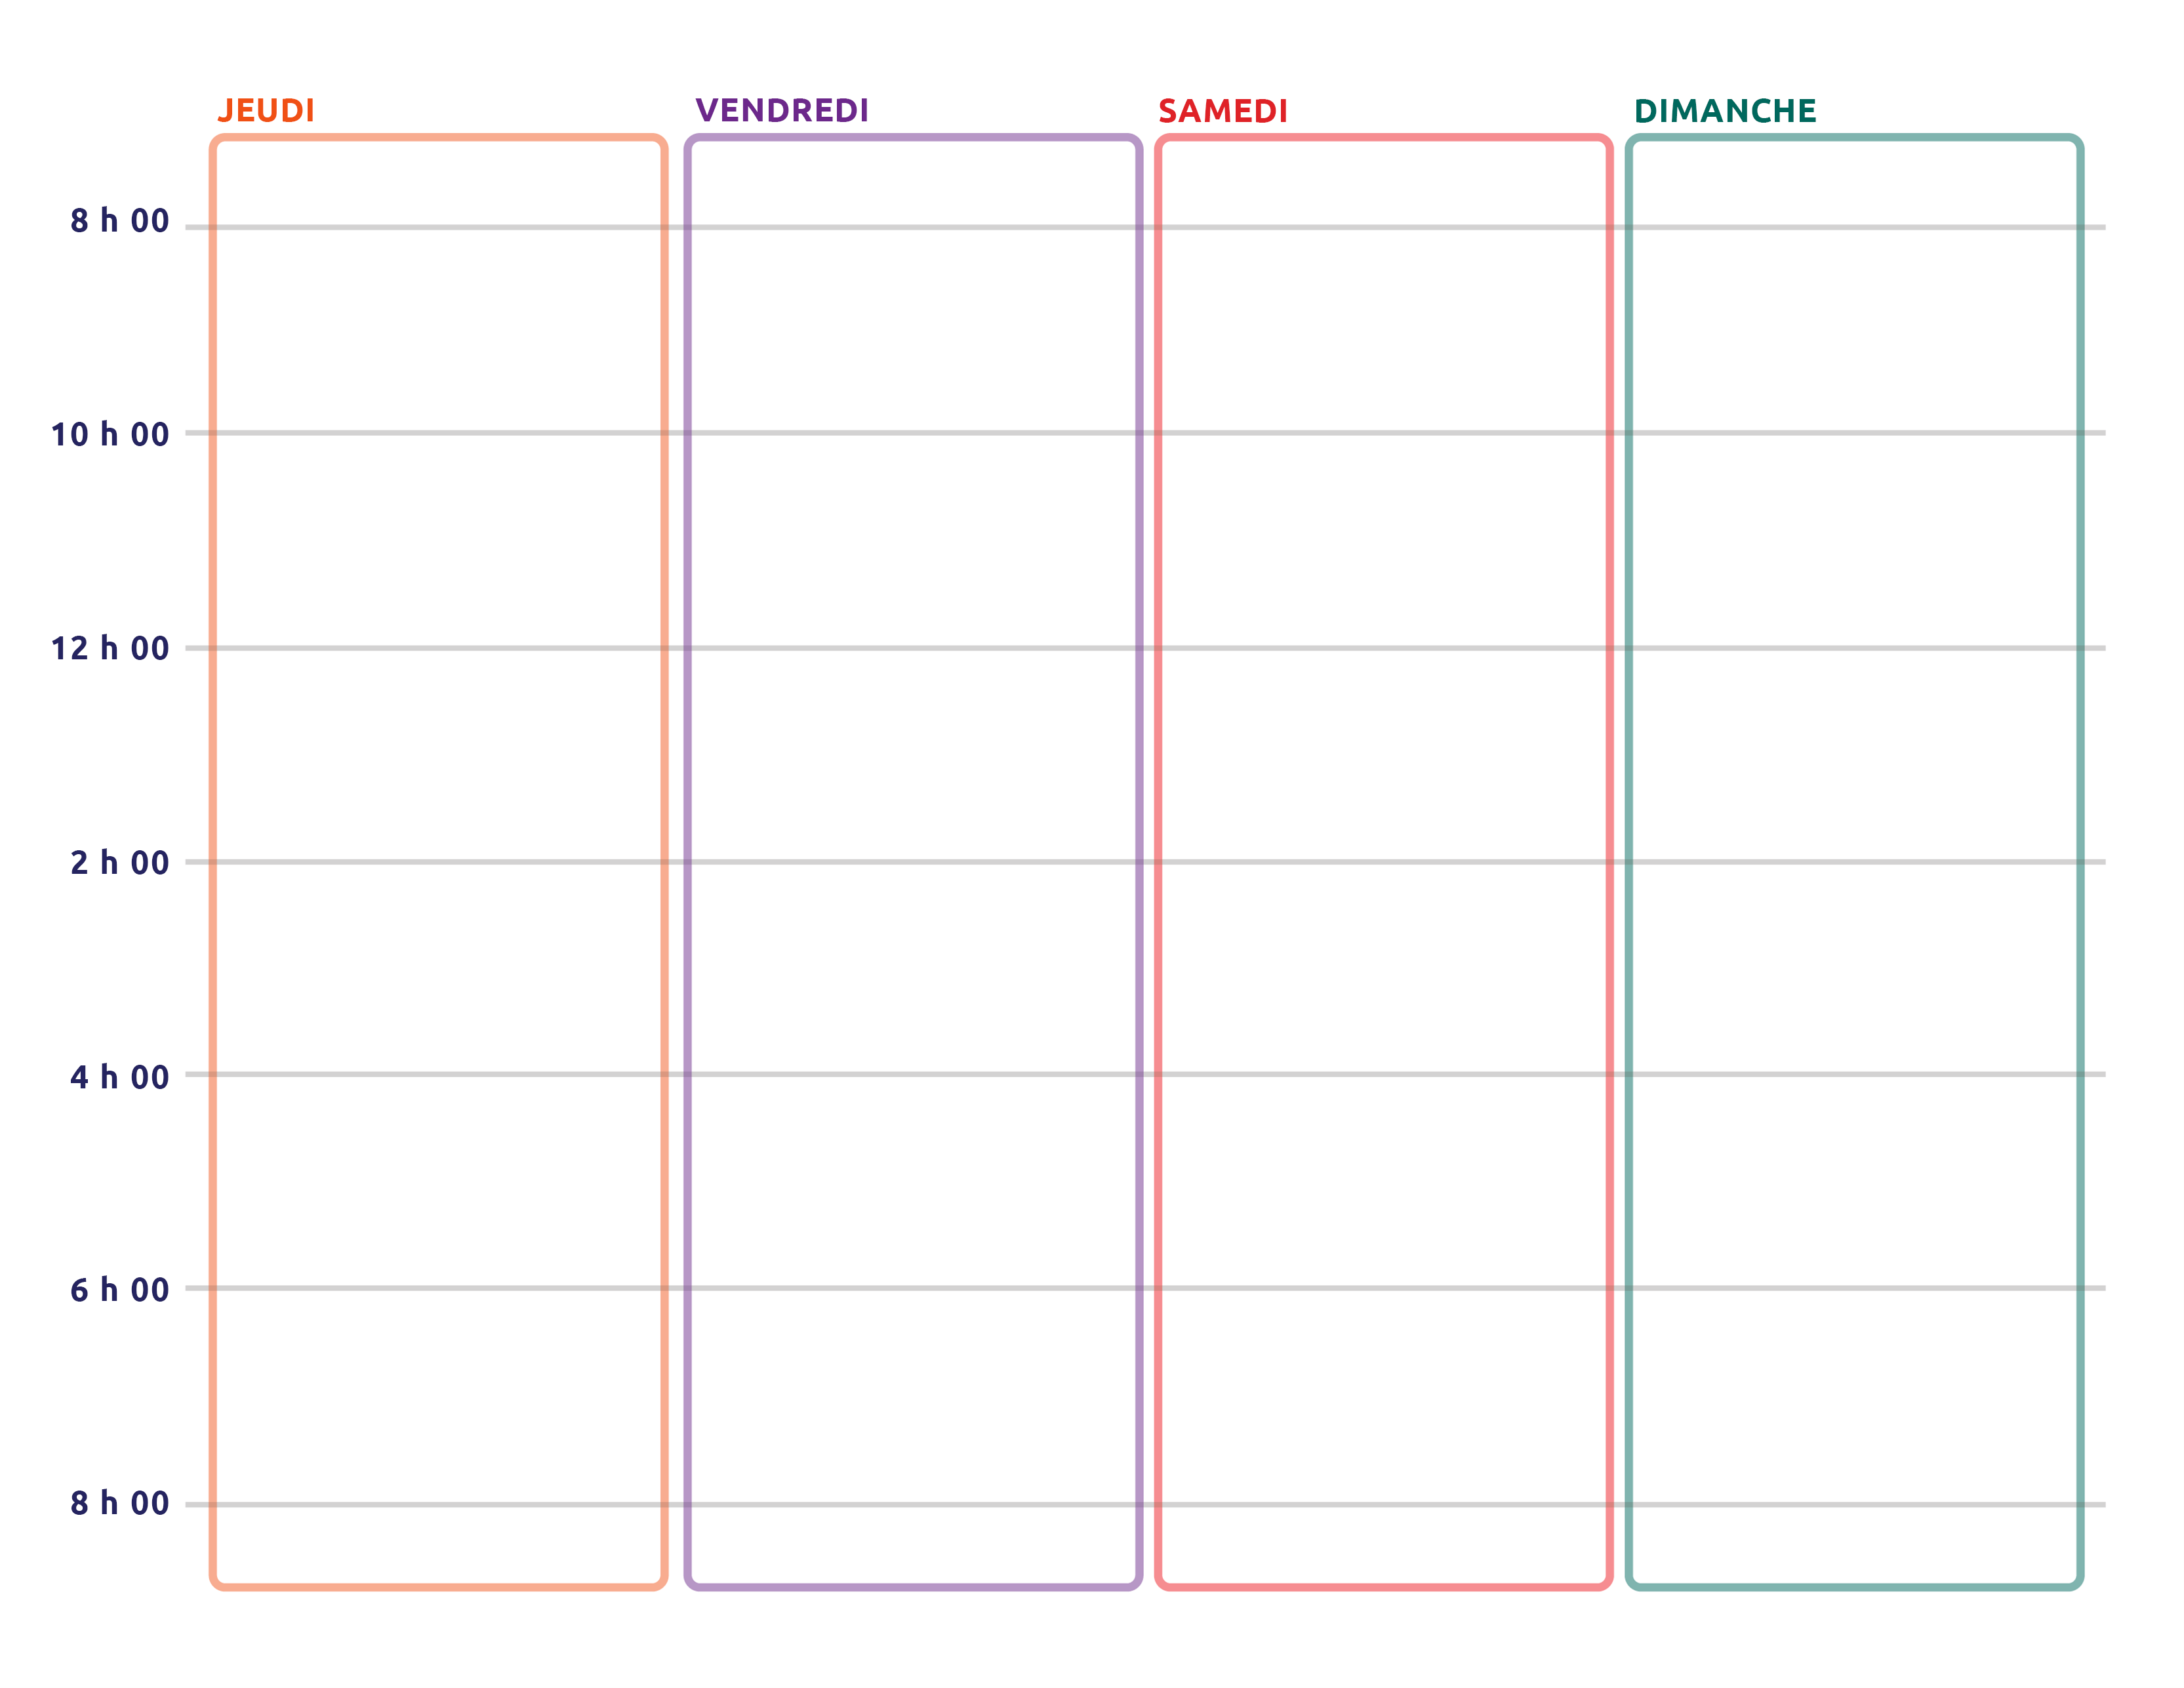 JEUDI VENDREDI SAMEDI DIMANCHE
8 h 00
10 h 00
12 h 00
2 h 00
4 h 00
6 h 00
8 h 00